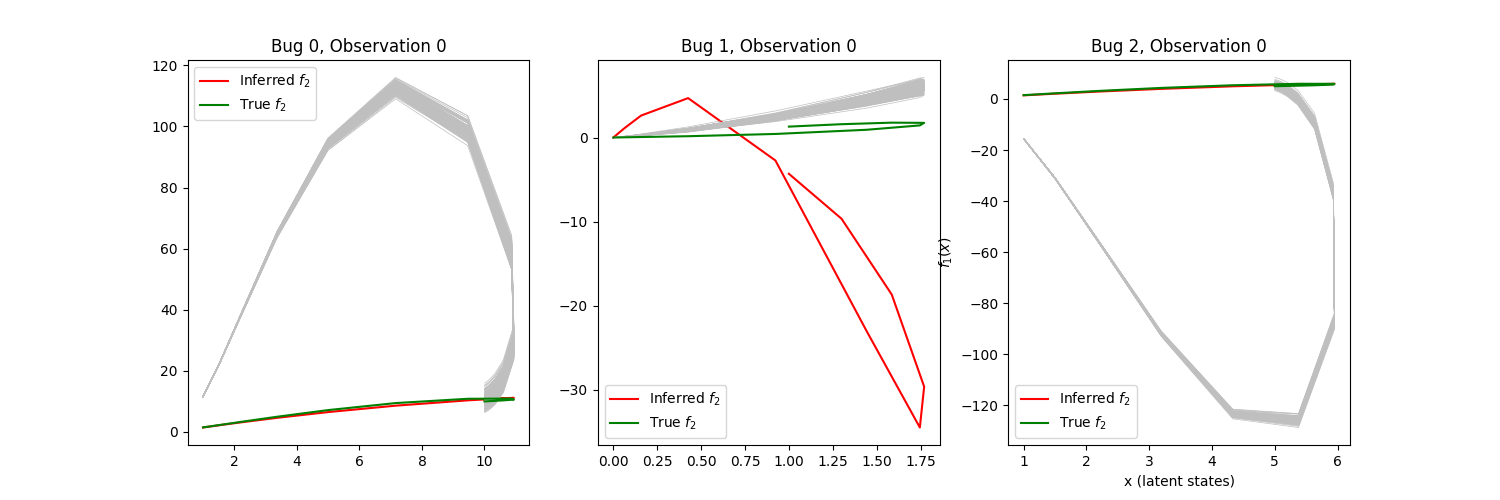 Bug 0, Observation 0
Inferred f₂
True f₂
120
100
80
60
40
20
0
2 4 6 8 10
Bug 1, Observation 0
0
−10
−20
−30
Inferred f₂
True f₂
0.00 0.25 0.50 0.75 1.00 1.25 1.50 1.75
Bug 2, Observation 0
f₁(x)
0
−20
−40
−60
−80
−100
−120
Inferred f₂
True f₂
1 2 3 4 5 6
x (latent states)